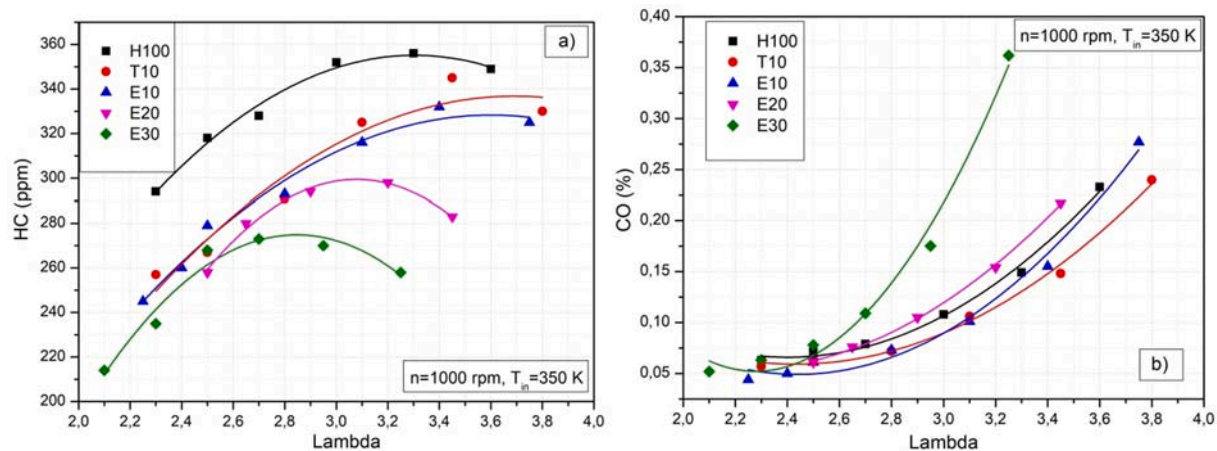 360
340
320
300
280
260
240
220
200
HC (ppm)
H100
T10
E10
E20
E30
a)
n=1000 rpm, Tin=350 K
2,0 2,2 2,4 2,6 2,8 3,0 3,2 3,4 3,6 3,8 4,0
Lambda
0,40
0,35
0,30
0,25
0,20
0,15
0,10
0,05
CO (%)
H100
T10
E10
E20
E30
n=1000 rpm, Tin=350 K
b)
2,0 2,2 2,4 2,6 2,8 3,0 3,2 3,4 3,6 3,8 4,0
Lambda